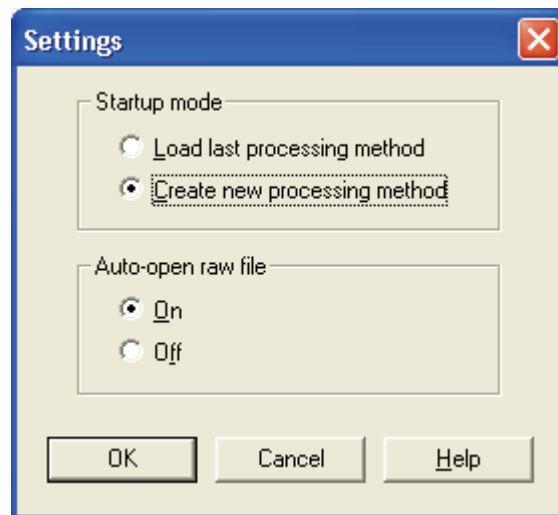 Settings
Startup mode
Load last processing method
Create new processing method
Auto-open raw file
On
Off
OK
Cancel
Help